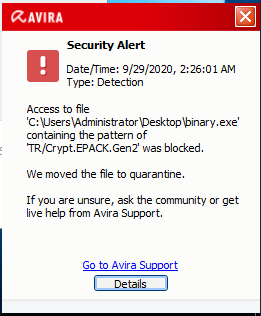 AVIRA
Security Alert
Date/Time: 9/29/2020, 2:26:01 AM
Type: Detection
Access to file
'C:\Users\Administrator\Desktop\binary.exe'
containing the pattern of
'TR/Crypt.EPACK.Gen2' was blocked.
We moved the file to quarantine.
If you are unsure, ask the community or get
live help from Avira Support.
Go to Avira Support
Details